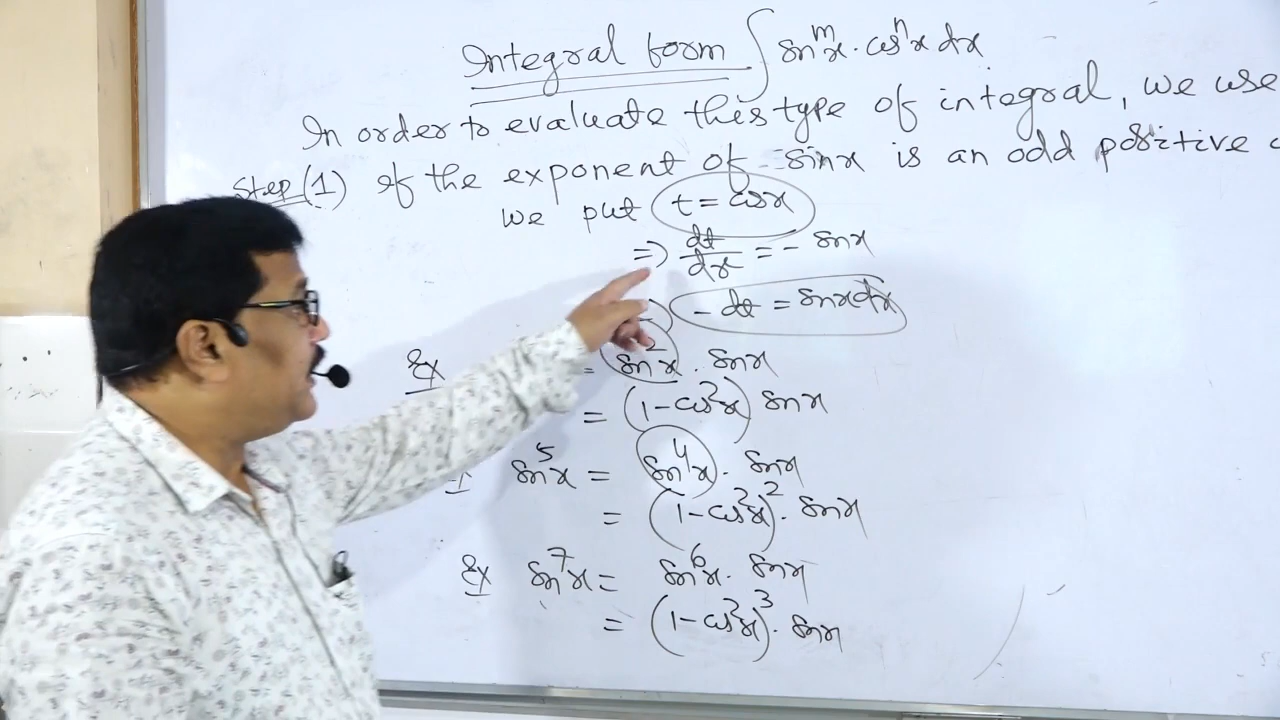 Integral form ∫ sin^m x · cos^n x dx
In order to evaluate this type of integral, we use
Step (1) If the exponent of sinx is an odd positive
we put t = cosx
⇒ dt/dx = - sinx
- dt = sinx dx
Ex = sin²x · sinx
= (1-cos²x) sinx
sin⁵x = sin⁴x · sinx
= (1-cos²x)² · sinx
Ex sin⁷x = sin⁶x · sinx
= (1-cos²x)³ · sinx